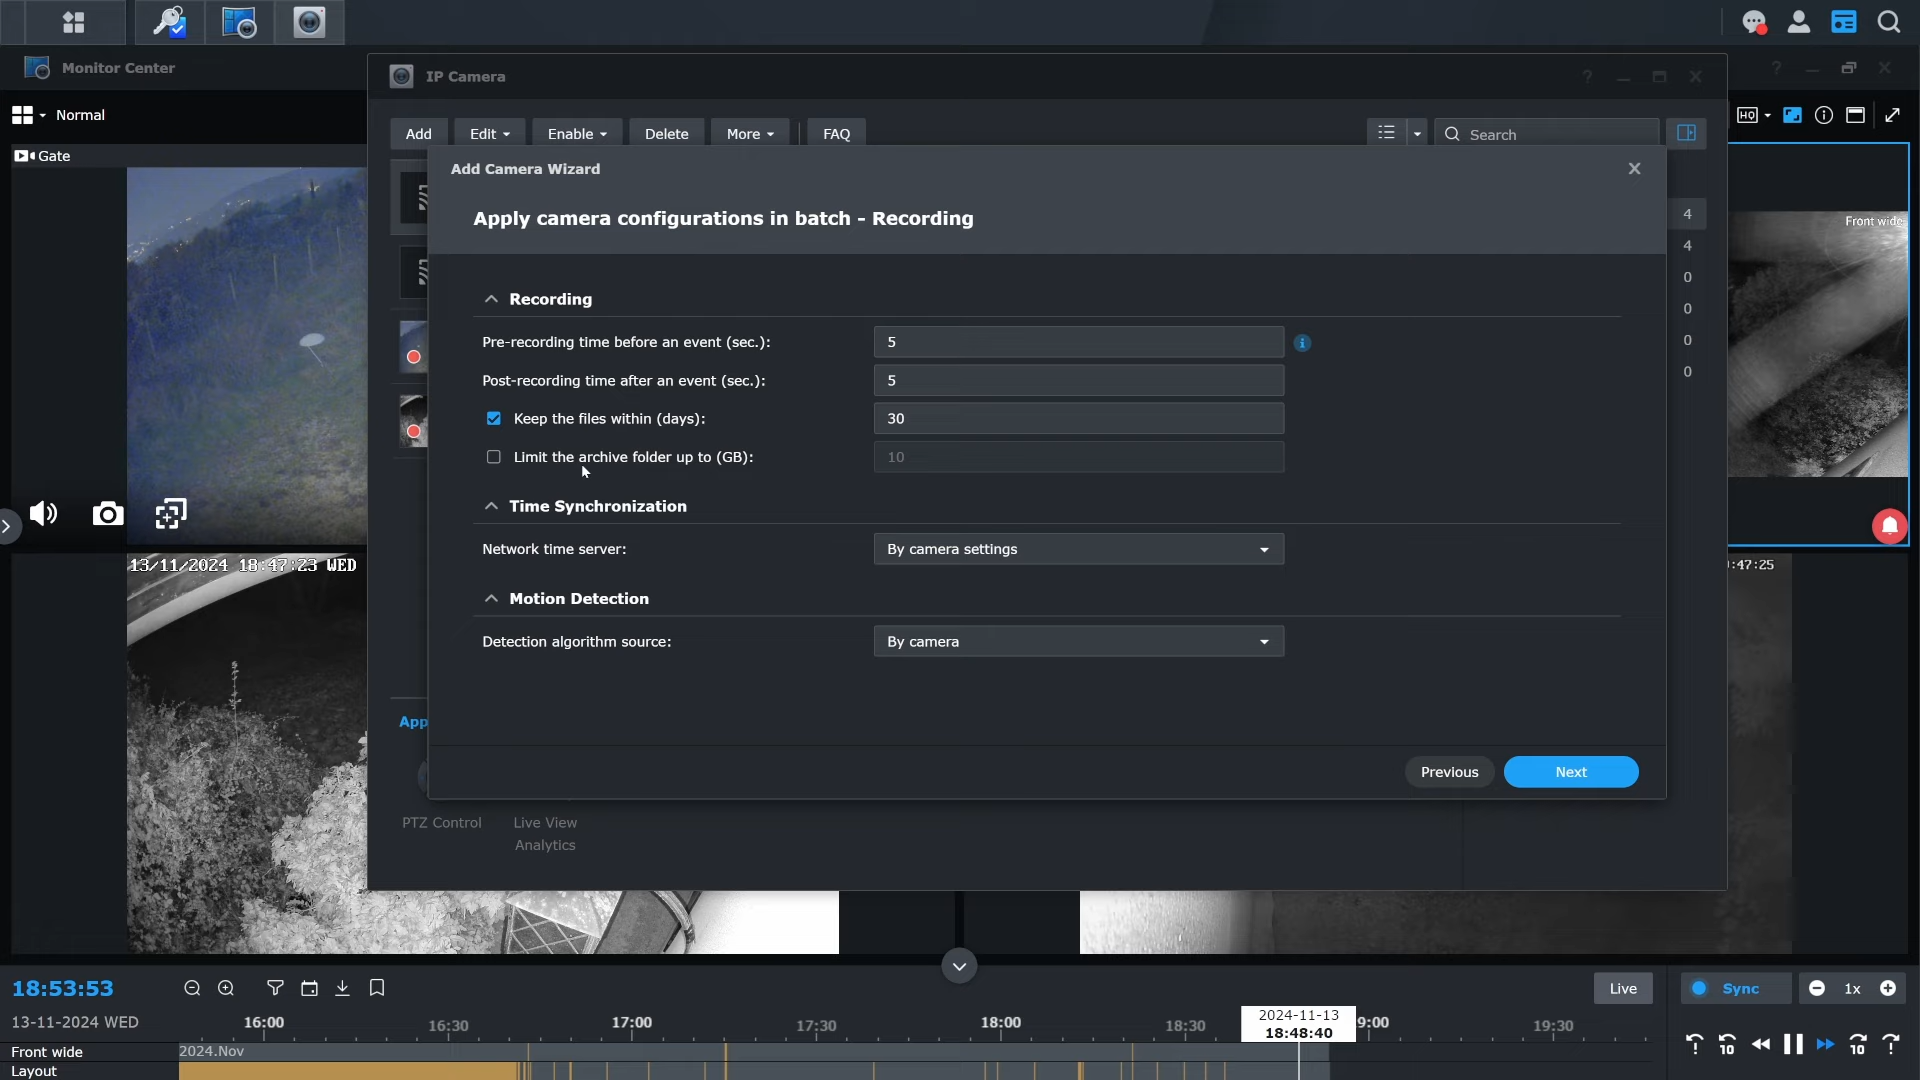 Monitor Center
IP Camera
Normal
HQ
Add
Edit
Enable
Delete
More
FAQ
Search
Gate
Add Camera Wizard
Apply camera configurations in batch - Recording
Front wide
4
4
0
0
0
0
Recording
Pre-recording time before an event (sec.):
5
Post-recording time after an event (sec.):
5
Keep the files within (days):
30
Limit the archive folder up to (GB):
10
Time Synchronization
Network time server:
By camera settings
13/11/2024 18:47:23 WED
:47:25
Motion Detection
Detection algorithm source:
By camera
App
Previous
Next
PTZ Control
Live View
Analytics
18:53:53
Live
Sync
1x
13-11-2024 WED
16:00
16:30
17:00
17:30
18:00
18:30
2024-11-13
18:48:40
9:00
19:30
Front wide
2024.Nov
Layout
10
10